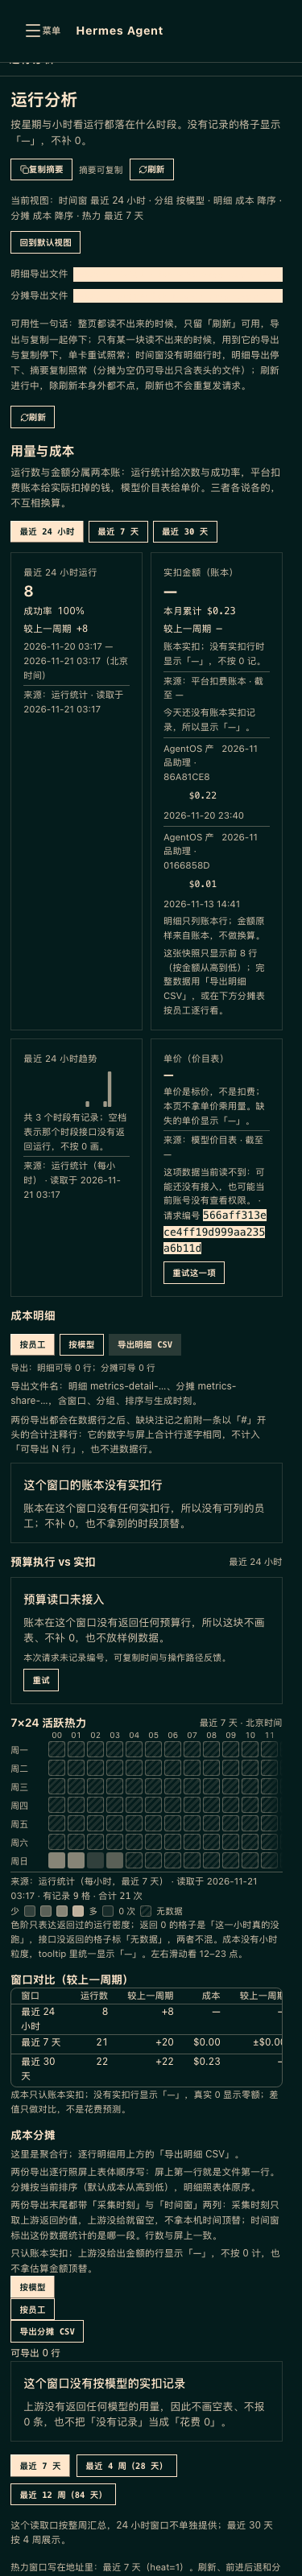 菜单 Hermes Agent
运行分析
按星期与小时看运行都落在什么时段。没有记录的格子显示
「—」，不补 0。
复制摘要 摘要可复制 刷新
当前视图：时间窗 最近 24 小时 · 分组 按模型 · 明细 成本 降序 ·
分摊 成本 降序 · 热力 最近 7 天
回到默认视图
明细导出文件
分摊导出文件
可用性一句话：整页都读不出来的时候，只留「刷新」可用，导
出与复制一起停下；只有某一块读不出来的时候，用到它的导出
与复制停下，单卡重试照常；时间窗没有明细行时，明细导出停
下、摘要复制照常（分摊为空仍可导出只含表头的文件）；刷新
进行中，除刷新本身外都不点，刷新也不会重复发请求。
刷新
用量与成本
运行数与金额分属两本账：运行统计给次数与成功率，平台扣
费账本给实际扣掉的钱，模型价目表给单价。三者各说各的，不
互相换算。
最近 24 小时 最近 7 天 最近 30 天
最近 24 小时运行
8
成功率 100%
较上一周期 +8
2026-11-20 03:17 —
2026-11-21 03:17（北京
时间）
来源：运行统计 · 读取于
2026-11-21 03:17
实扣金额（账本）
—
本月累计 $0.23
较上一周期 —
账本实扣；没有实扣行时
显示「—」，不按 0 记。
来源：平台扣费账本 · 截
至 —
今天还没有账本实扣记
录，所以显示「—」。
AgentOS 产品助理 · 86A81CE8 2026-11
$0.22
2026-11-20 23:40
AgentOS 产品助理 · 0166858D 2026-11
$0.01
2026-11-13 14:41
明细只列账本行；金额原
样来自账本，不做换算。
这张快照只显示前 8 行
（按金额从高到低）；完
整数据用「导出明细
CSV」，或在下方分摊表
按员工逐行看。
最近 24 小时趋势
共 3 个时段有记录；空档
表示那个时段接口没有返
回运行，不按 0 画。
来源：运行统计（每小
时） · 读取于 2026-11-
21 03:17
单价（价目表）
—
单价是标价，不是扣费；
本页不拿单价乘用量。缺
失的单价显示「—」。
来源：模型价目表 · 截至
—
这项数据当前读不到：可
能还没有接入，也可能当
前账号没有查看权限。 ·
请求编号 566aff313e
ce4ff19d999aa235
a6b11d
重试这一项
成本明细
按员工 按模型 导出明细 CSV
导出：明细可导 0 行；分摊可导 0 行
导出文件名：明细 metrics-detail-…、分摊 metrics-
share-…，含窗口、分组、排序与生成时刻。
两份导出都会在数据行之后、缺块注记之前附一条以「#」开
头的合计注释行：它的数字与屏上合计行逐字相同，不计入
「可导出 N 行」，也不进数据行。
这个窗口的账本没有实扣行
账本在这个窗口没有任何实扣行，所以没有可列的员
工；不补 0，也不拿别的时段顶替。
预算执行 vs 实扣 最近 24 小时
预算读口未接入
账本在这个窗口没有返回任何预算行，所以这块不画
表、不补 0，也不放样例数据。
本次请求未记录编号，可复制时间与操作路径反馈。
重试
7×24 活跃热力 最近 7 天 · 北京时间
00 01 02 03 04 05 06 07 08 09 10 11
周一
周二
周三
周四
周五
周六
周日
来源：运行统计（每小时，最近 7 天） · 读取于 2026-11-21
03:17 · 有记录 9 格 · 合计 21 次
少 多 0 次 无数据
色阶只表达返回过的运行密度；返回 0 的格子是「这一小时真的没
跑」，接口没返回的格子标「无数据」，两者不混。成本没有小时
粒度，tooltip 里统一显示「—」。左右滑动看 12–23 点。
窗口对比（较上一周期）
窗口 运行数 较上一周期 成本 较上一周期
最近 24 小时 8 +8 — —
最近 7 天 21 +20 $0.00 ±$0.00
最近 30 天 22 +22 $0.23 —
成本只认账本实扣；没有实扣行显示「—」，真实 0 显示零额；差
值只做对比，不是花费预测。
成本分摊
这里是聚合行；逐行明细用上方的「导出明细 CSV」。
两份导出逐行照屏上表体顺序写：屏上第一行就是文件第一行。
分摊按当前排序（默认成本从高到低），明细照表体原序。
两份导出末尾都带「采集时刻」与「时间窗」两列：采集时刻只
取上游返回的值，上游没给就留空，不拿本机时间顶替；时间窗
标出这份数据统计的是哪一段。行数与屏上一致。
只认账本实扣；上游没给出金额的行显示「—」，不按 0 计，也
不拿估算金额顶替。
按模型
按员工
导出分摊 CSV
可导出 0 行
这个窗口没有按模型的实扣记录
上游没有返回任何模型的用量，因此不画空表、不报
0 条，也不把「没有记录」当成「花费 0」。
最近 7 天 最近 4 周（28 天）
最近 12 周（84 天）
这个读取口按整周汇总，24 小时窗口不单独提供；最近 30 天
按 4 周展示。
热力窗口写在地址里：最近 7 天（heat=1）。刷新、前进后退和分